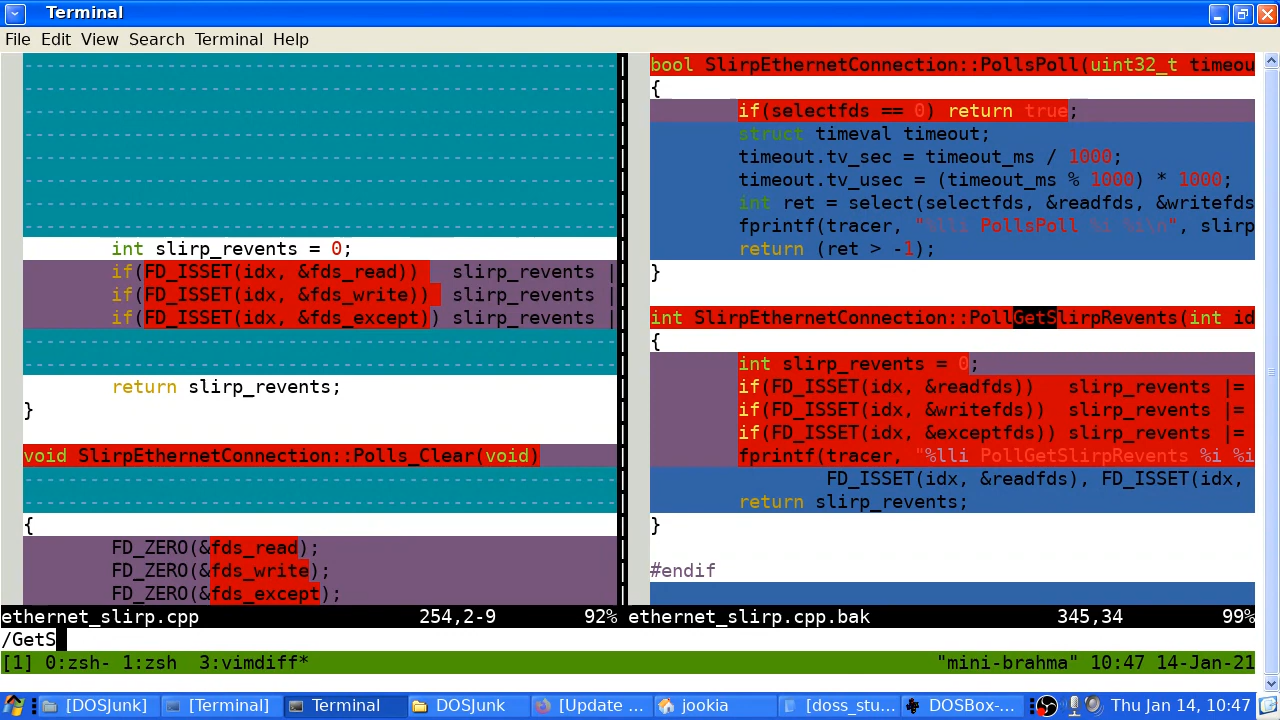 Terminal
File Edit View Search Terminal Help
int slirp_revents = 0;
if(FD_ISSET(idx, &fds_read))  slirp_revents |
if(FD_ISSET(idx, &fds_write)) slirp_revents |
if(FD_ISSET(idx, &fds_except)) slirp_revents |
return slirp_revents;
}
void SlirpEthernetConnection::Polls_Clear(void)
{
FD_ZERO(&fds_read);
FD_ZERO(&fds_write);
FD_ZERO(&fds_except);
ethernet_slirp.cpp 254,2-9 92%
bool SlirpEthernetConnection::PollsPoll(uint32_t timeou
{
if(selectfds == 0) return true;
struct timeval timeout;
timeout.tv_sec = timeout_ms / 1000;
timeout.tv_usec = (timeout_ms % 1000) * 1000;
int ret = select(selectfds, &readfds, &writefds
fprintf(tracer, "%lli PollsPoll %i %i\n", slirp
return (ret > -1);
}
int SlirpEthernetConnection::PollGetSlirpRevents(int id
{
int slirp_revents = 0;
if(FD_ISSET(idx, &readfds))   slirp_revents |=
if(FD_ISSET(idx, &writefds))  slirp_revents |=
if(FD_ISSET(idx, &exceptfds)) slirp_revents |=
fprintf(tracer, "%lli PollGetSlirpRevents %i %i
FD_ISSET(idx, &readfds), FD_ISSET(idx,
return slirp_revents;
}
#endif
ethernet_slirp.cpp.bak 345,34 99%
/GetS
[1] 0:zsh- 1:zsh  3:vimdiff* "mini-brahma" 10:47 14-Jan-21
[DOSJunk] [Terminal] Terminal DOSJunk [Update ... jookia [doss_stu... DOSBox-... Thu Jan 14, 10:47